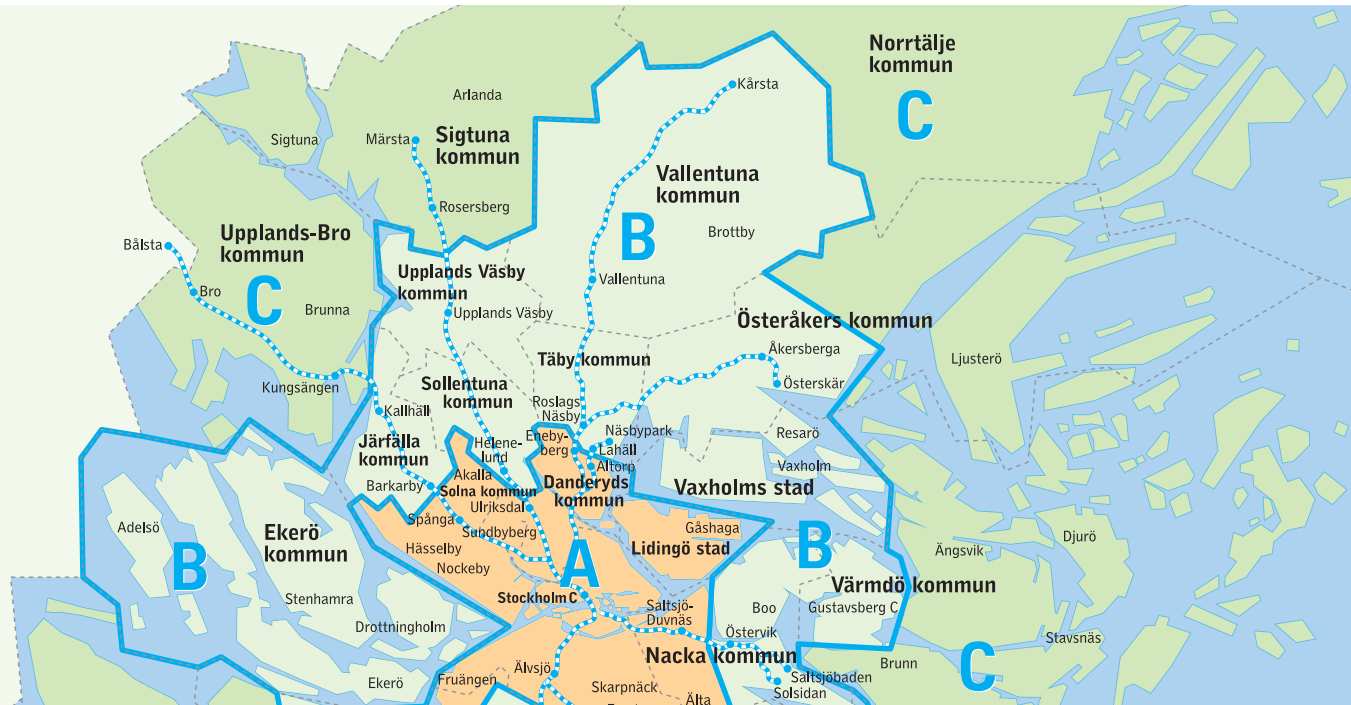 Norrtälje
kommun
C
Kårsta
Arlanda
Sigtuna
Märsta
Sigtuna
kommun
Vallentuna
kommun
Rosersberg
B
Brottby
Bålsta
Upplands-Bro
kommun
C
Bro
Brunna
Upplands Väsby
kommun
Vallentuna
Upplands Väsby
Österåkers kommun
Åkersberga
Österskär
Ljusterö
Täby kommun
Kungsängen
Sollentuna
kommun
Roslags
Näsby
Kallhäll
Järfälla
kommun
Helene-
lund
Eneby-
berg
Näsbypark
Lahäll
Altorp
Resarö
Vaxholm
Akalla
Barkarby
Solna kommun
Ulriksdal
Danderyds
kommun
Vaxholms stad
Adelsö
B
Ekerö
kommun
Spånga
Sundbyberg
Gåshaga
Lidingö stad
B
Djurö
Ängsvik
Hässelby
Nockeby
A
Värmdö kommun
Stenhamra
Stockholm C
Saltsjö-
Duvnäs
Boo
Gustavsberg C
Drottningholm
Östervik
Stavsnäs
Nacka kommun
Brunn
C
Ekerö
Fruängen
Älvsjö
Skarpnäck
Saltsjöbaden
Solsidan
Älta